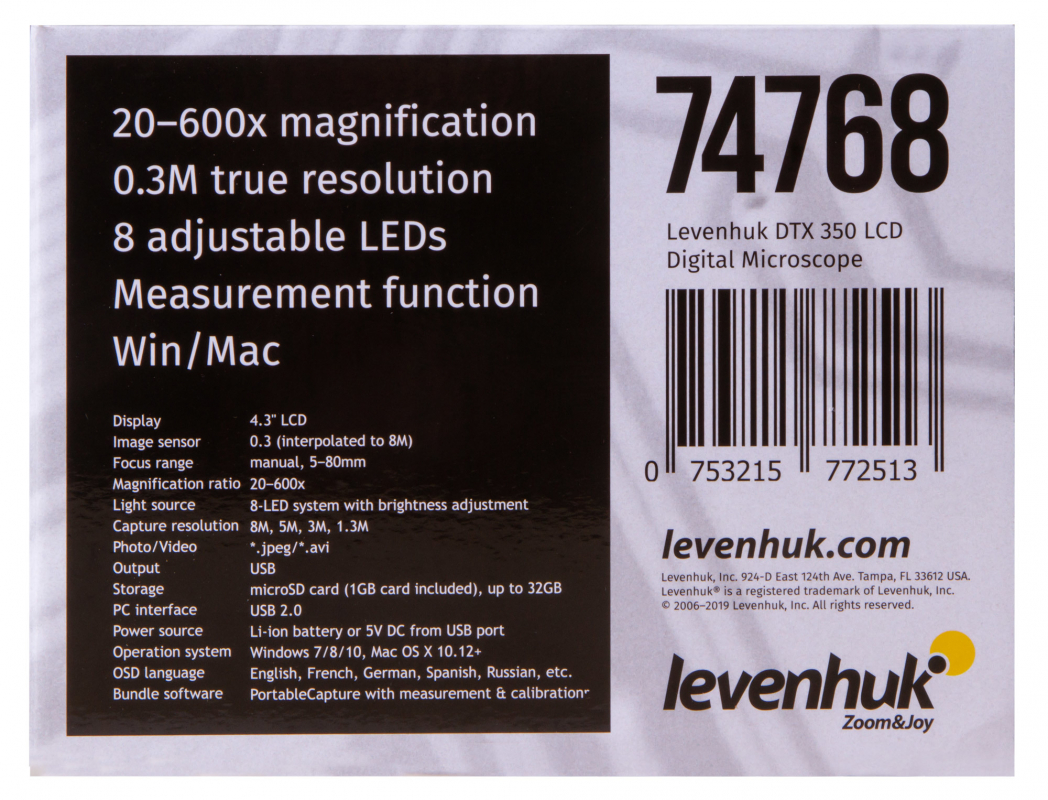 20–600x magnification
0.3M true resolution
8 adjustable LEDs
Measurement function
Win/Mac
Display 4.3" LCD
Image sensor 0.3 (interpolated to 8M)
Focus range manual, 5–80mm
Magnification ratio 20–600x
Light source 8-LED system with brightness adjustment
Capture resolution 8M, 5M, 3M, 1.3M
Photo/Video *.jpeg/*.avi
Output USB
Storage microSD card (1GB card included), up to 32GB
PC interface USB 2.0
Power source Li-ion battery or 5V DC from USB port
Operation system Windows 7/8/10, Mac OS X 10.12+
OSD language English, French, German, Spanish, Russian, etc.
Bundle software PortableCapture with measurement & calibration
74768
Levenhuk DTX 350 LCD
Digital Microscope
0 753215 772513
levenhuk.com
Levenhuk, Inc. 924-D East 124th Ave. Tampa, FL 33612 USA.
Levenhuk® is a registered trademark of Levenhuk, Inc.
© 2006–2019 Levenhuk, Inc. All rights reserved.
levenhuk
Zoom&Joy